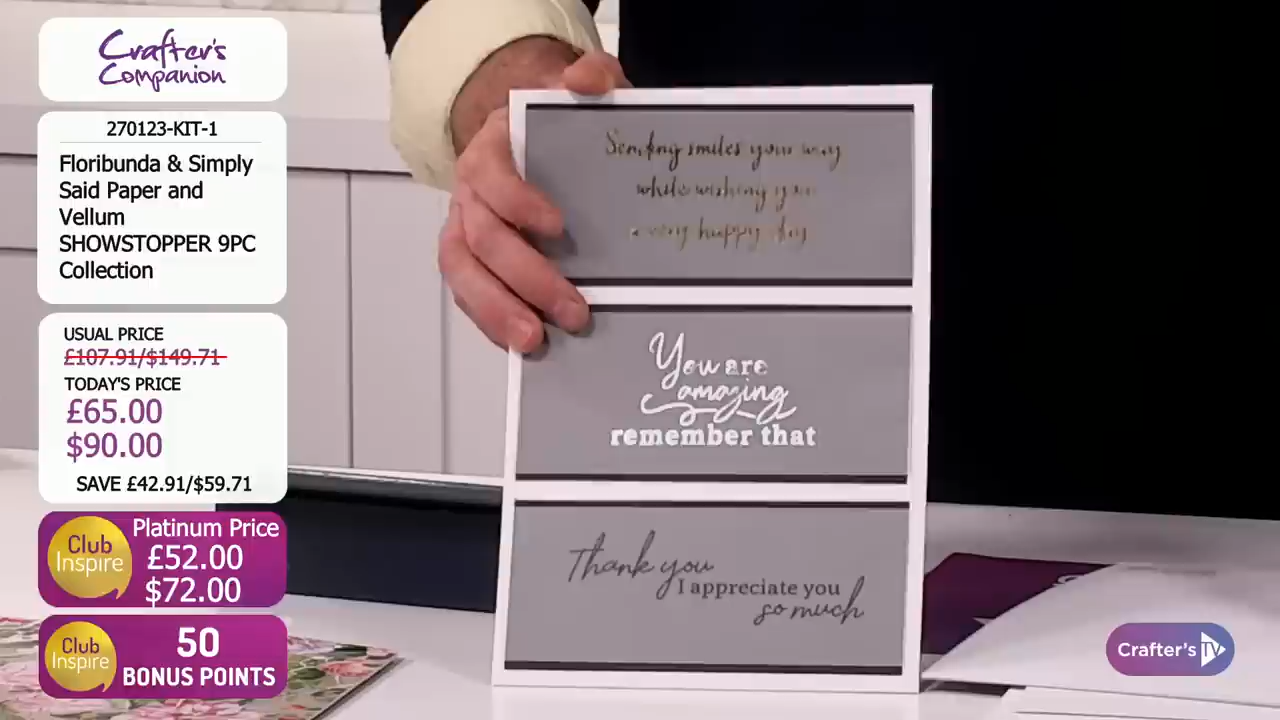 Crafter's
Companion
270123-KIT-1
Floribunda & Simply
Said Paper and
Vellum
SHOWSTOPPER 9PC
Collection
USUAL PRICE
£107.91/$149.71
TODAY'S PRICE
£65.00
$90.00
SAVE £42.91/$59.71
Club
Inspire
Platinum Price
£52.00
$72.00
Club
Inspire
50
BONUS POINTS
Sending smiles your way
while wishing you
a very happy day
You are
amazing
remember that
Thank you
I appreciate you
so much
Crafter's TV